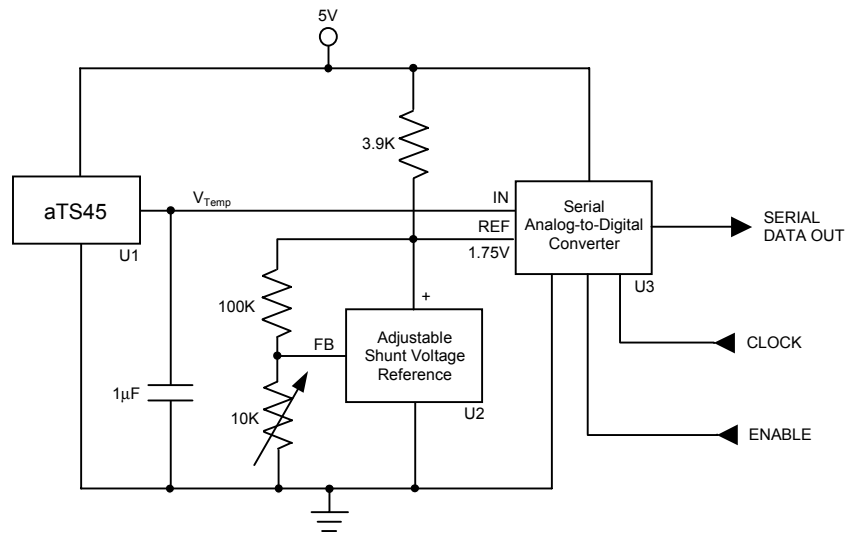 5V
3.9K
aTS45
U1
V_Temp
IN
REF
1.75V
Serial
Analog-to-Digital
Converter
U3
SERIAL
DATA OUT
100K
+
FB
Adjustable
Shunt Voltage
Reference
U2
CLOCK
1μF
10K
ENABLE